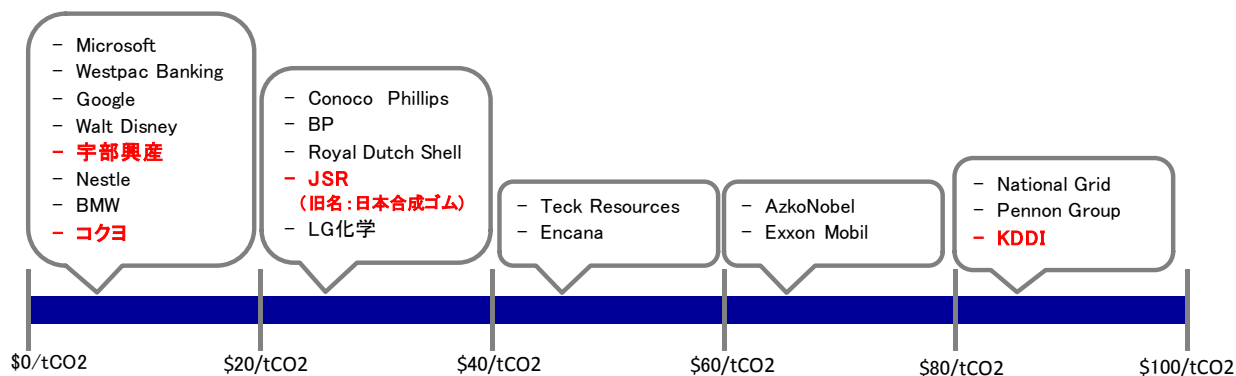 − Microsoft
− Westpac Banking
− Google
− Walt Disney
− 宇部興産
− Nestle
− BMW
− コクヨ
− Conoco Phillips
− BP
− Royal Dutch Shell
− JSR
（旧名：日本合成ゴム）
− LG化学
− Teck Resources
− Encana
− AzkoNobel
− Exxon Mobil
− National Grid
− Pennon Group
− KDDI
$0/tCO2
$20/tCO2
$40/tCO2
$60/tCO2
$80/tCO2
$100/tCO2